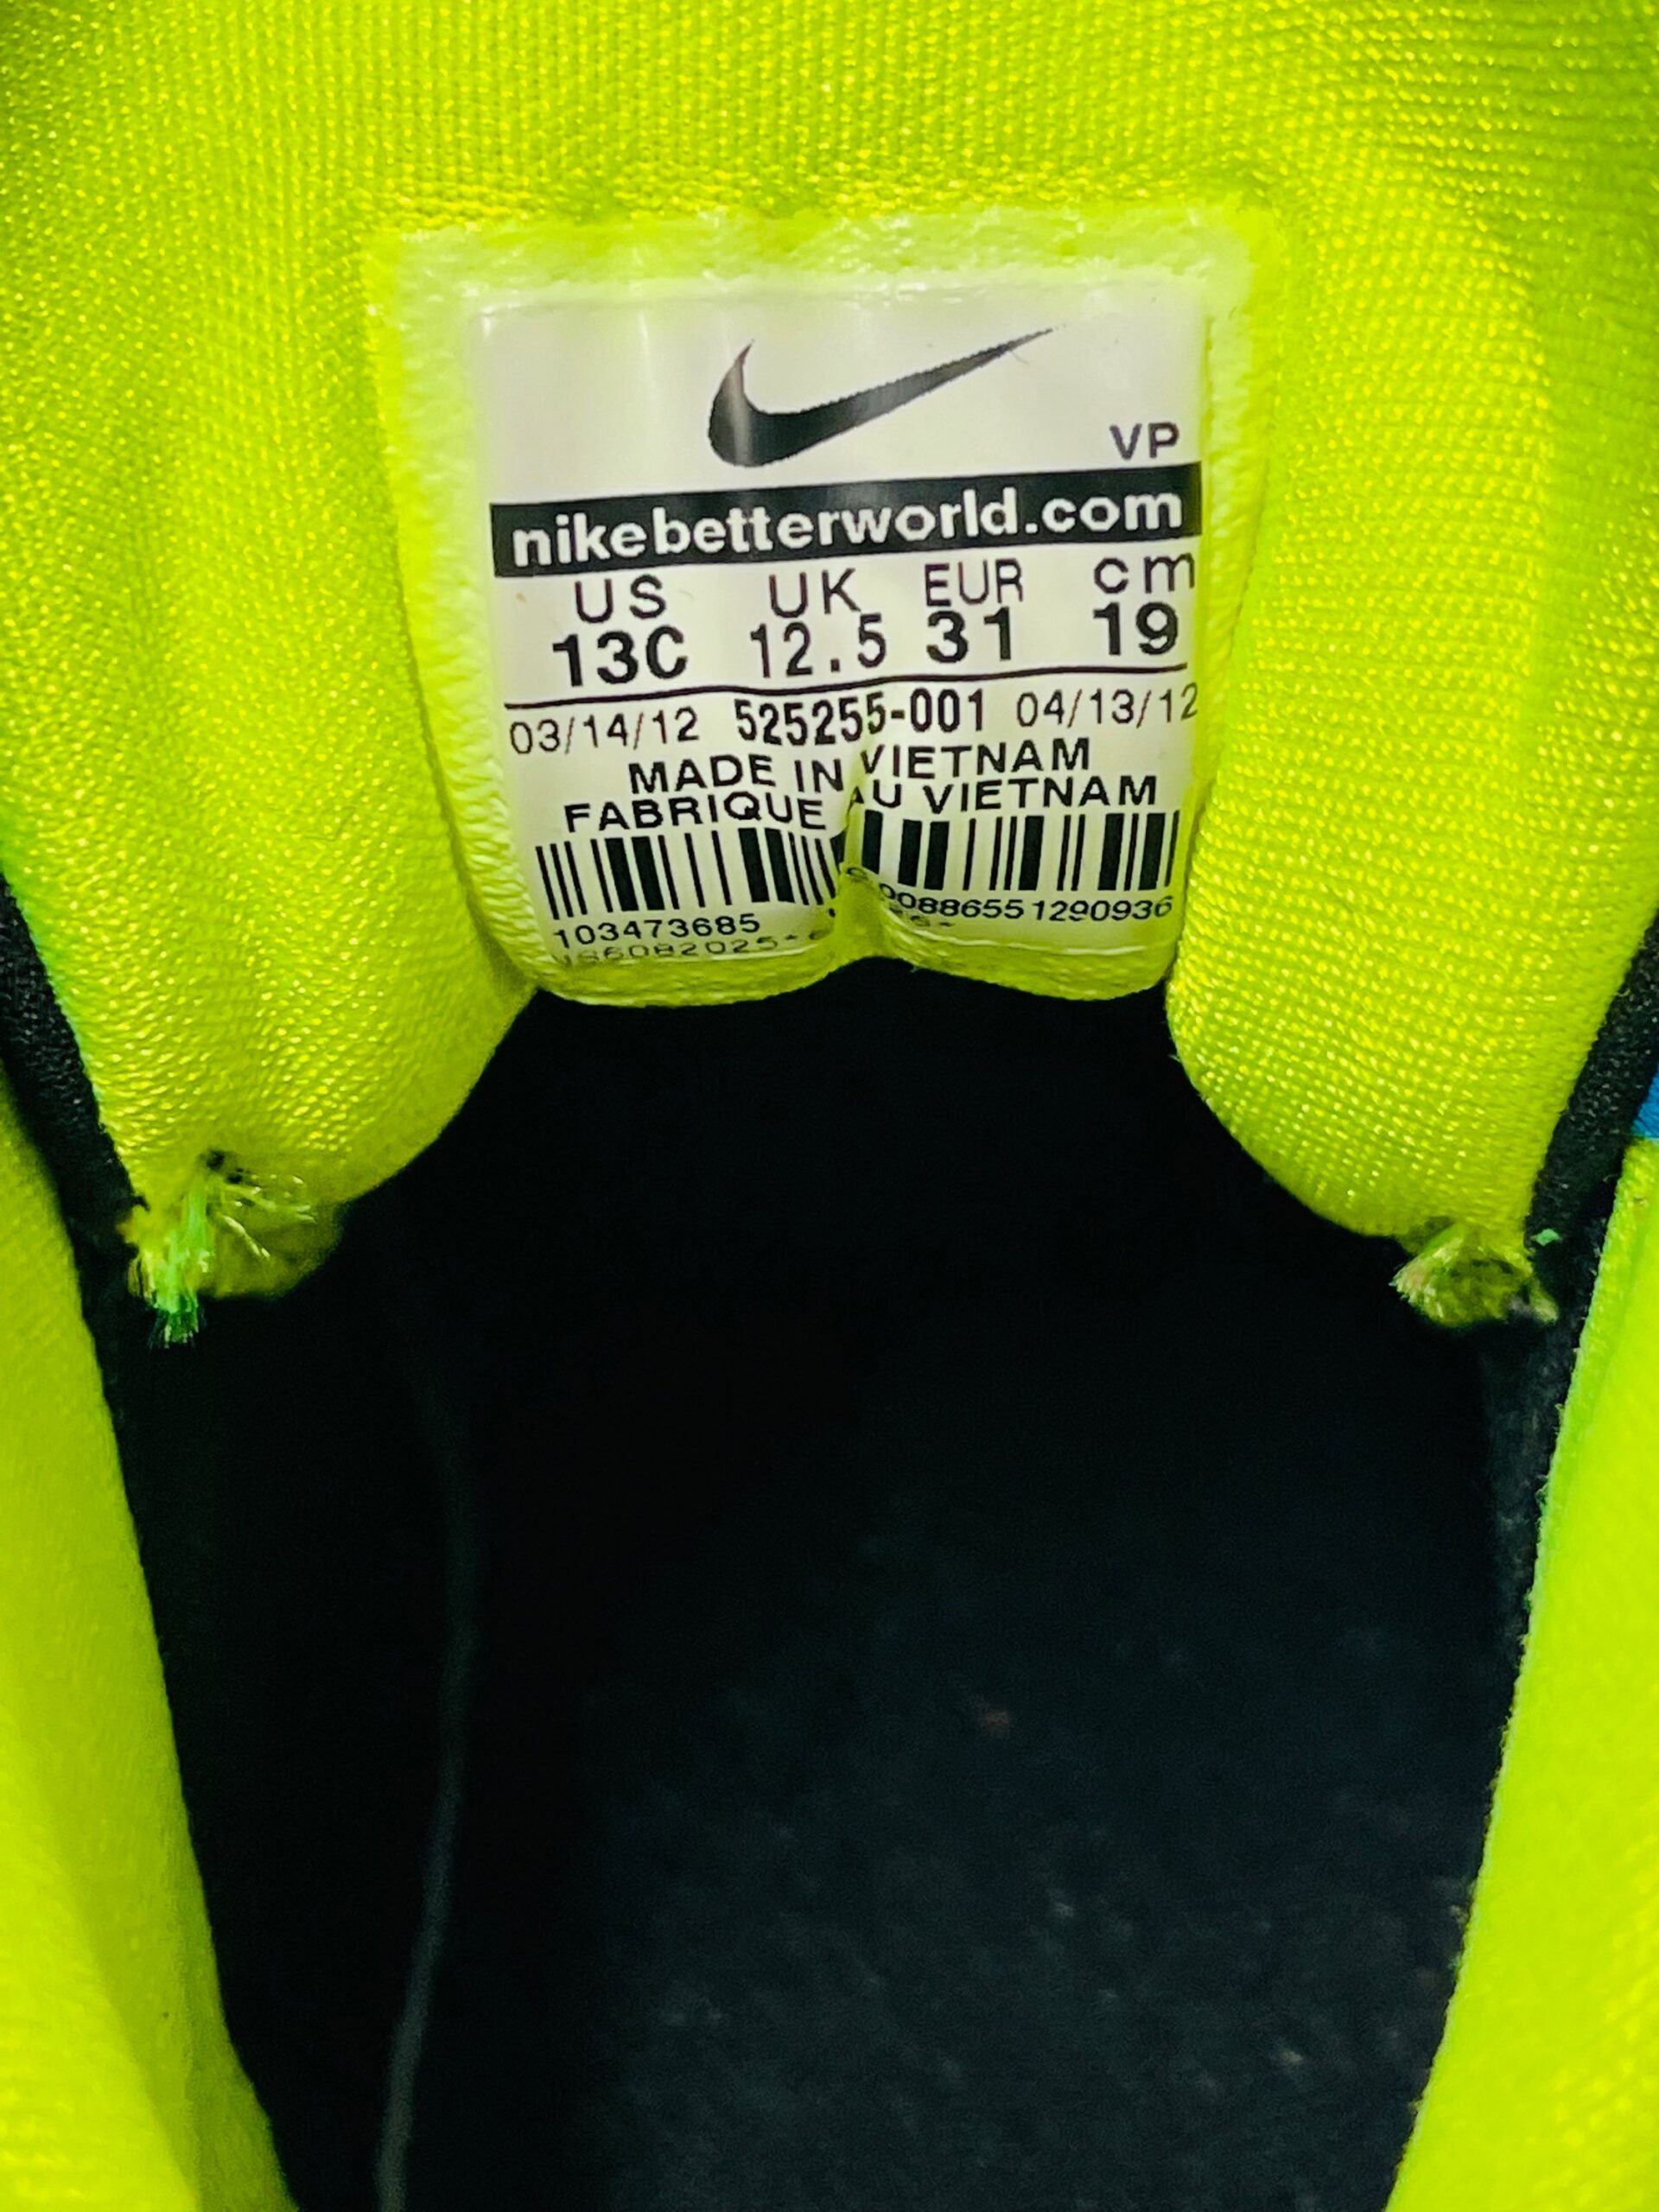 VP
nikebetterworld.com
US UK EUR cm
13C 12.5 31 19
03/14/12 525255-001 04/13/12
MADE IN VIETNAM
FABRIQUE AU VIETNAM
103473685 00886551290936